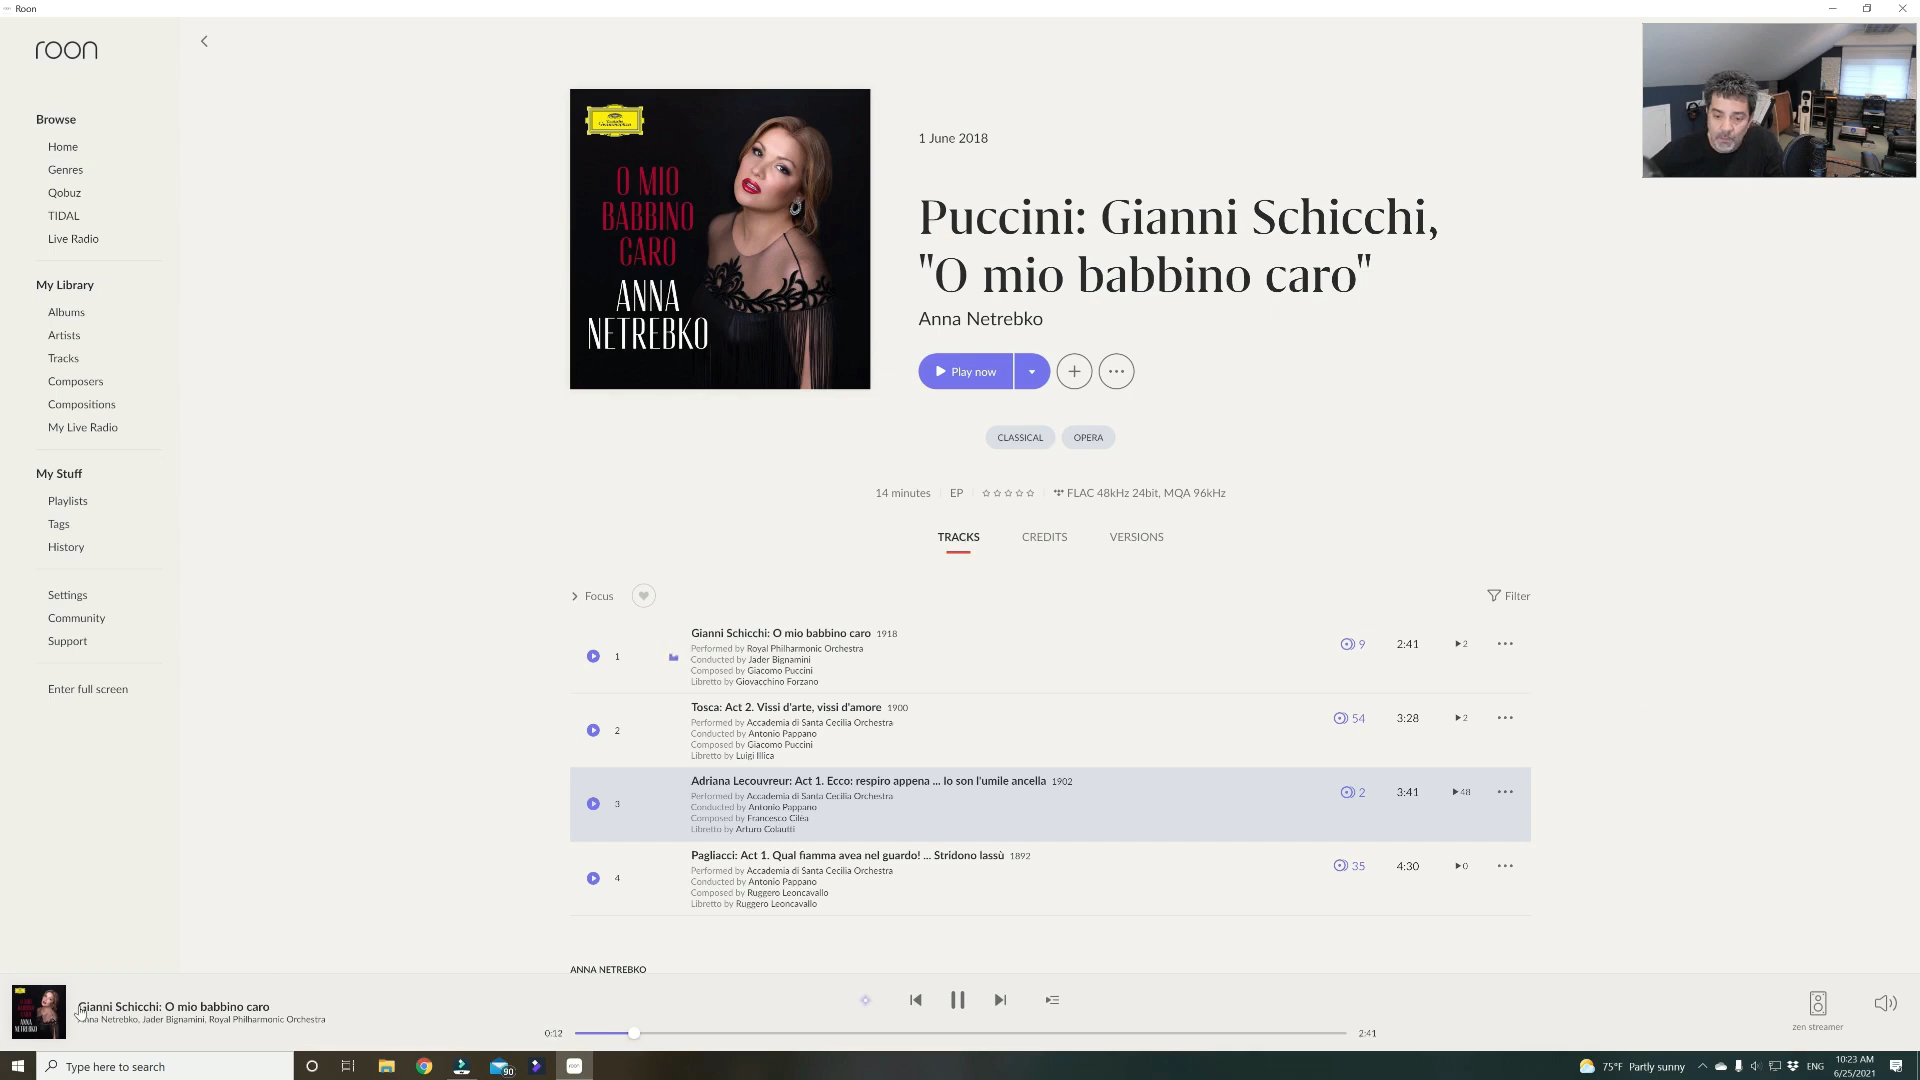 Roon
roon
Browse
Home
Genres
Qobuz
TIDAL
Live Radio
My Library
Albums
Artists
Tracks
Composers
Compositions
My Live Radio
My Stuff
Playlists
Tags
History
Settings
Community
Support
Enter full screen
O MIO
BABBINO
CARO
ANNA
NETREBKO
1 June 2018
Puccini: Gianni Schicchi,
"O mio babbino caro"
Anna Netrebko
Play now
CLASSICAL OPERA
14 minutes EP FLAC 48kHz 24bit, MQA 96kHz
TRACKS CREDITS VERSIONS
Focus Filter
Gianni Schicchi: O mio babbino caro 1918
Performed by Royal Philharmonic Orchestra
1 9 2:41 2
Conducted by Jader Bignamini
Composed by Giacomo Puccini
Libretto by Giovacchino Forzano
Tosca: Act 2. Vissi d'arte, vissi d'amore 1900
Performed by Accademia di Santa Cecilia Orchestra
2 54 3:28 2
Conducted by Antonio Pappano
Composed by Giacomo Puccini
Libretto by Luigi Illica
Adriana Lecouvreur: Act 1. Ecco: respiro appena ... Io son l'umile ancella 1902
Performed by Accademia di Santa Cecilia Orchestra
3 2 3:41 48
Conducted by Antonio Pappano
Composed by Francesco Cilèa
Libretto by Arturo Colautti
Pagliacci: Act 1. Qual fiamma avea nel guardo! ... Stridono lassù 1892
Performed by Accademia di Santa Cecilia Orchestra
4 35 4:30 0
Conducted by Antonio Pappano
Composed by Ruggero Leoncavallo
Libretto by Ruggero Leoncavallo
ANNA NETREBKO
Gianni Schicchi: O mio babbino caro
Anna Netrebko, Jader Bignamini, Royal Philharmonic Orchestra
0:12 2:41
zen streamer
Type here to search
90
roon
75°F Partly sunny
ENG
10:23 AM
6/25/2021